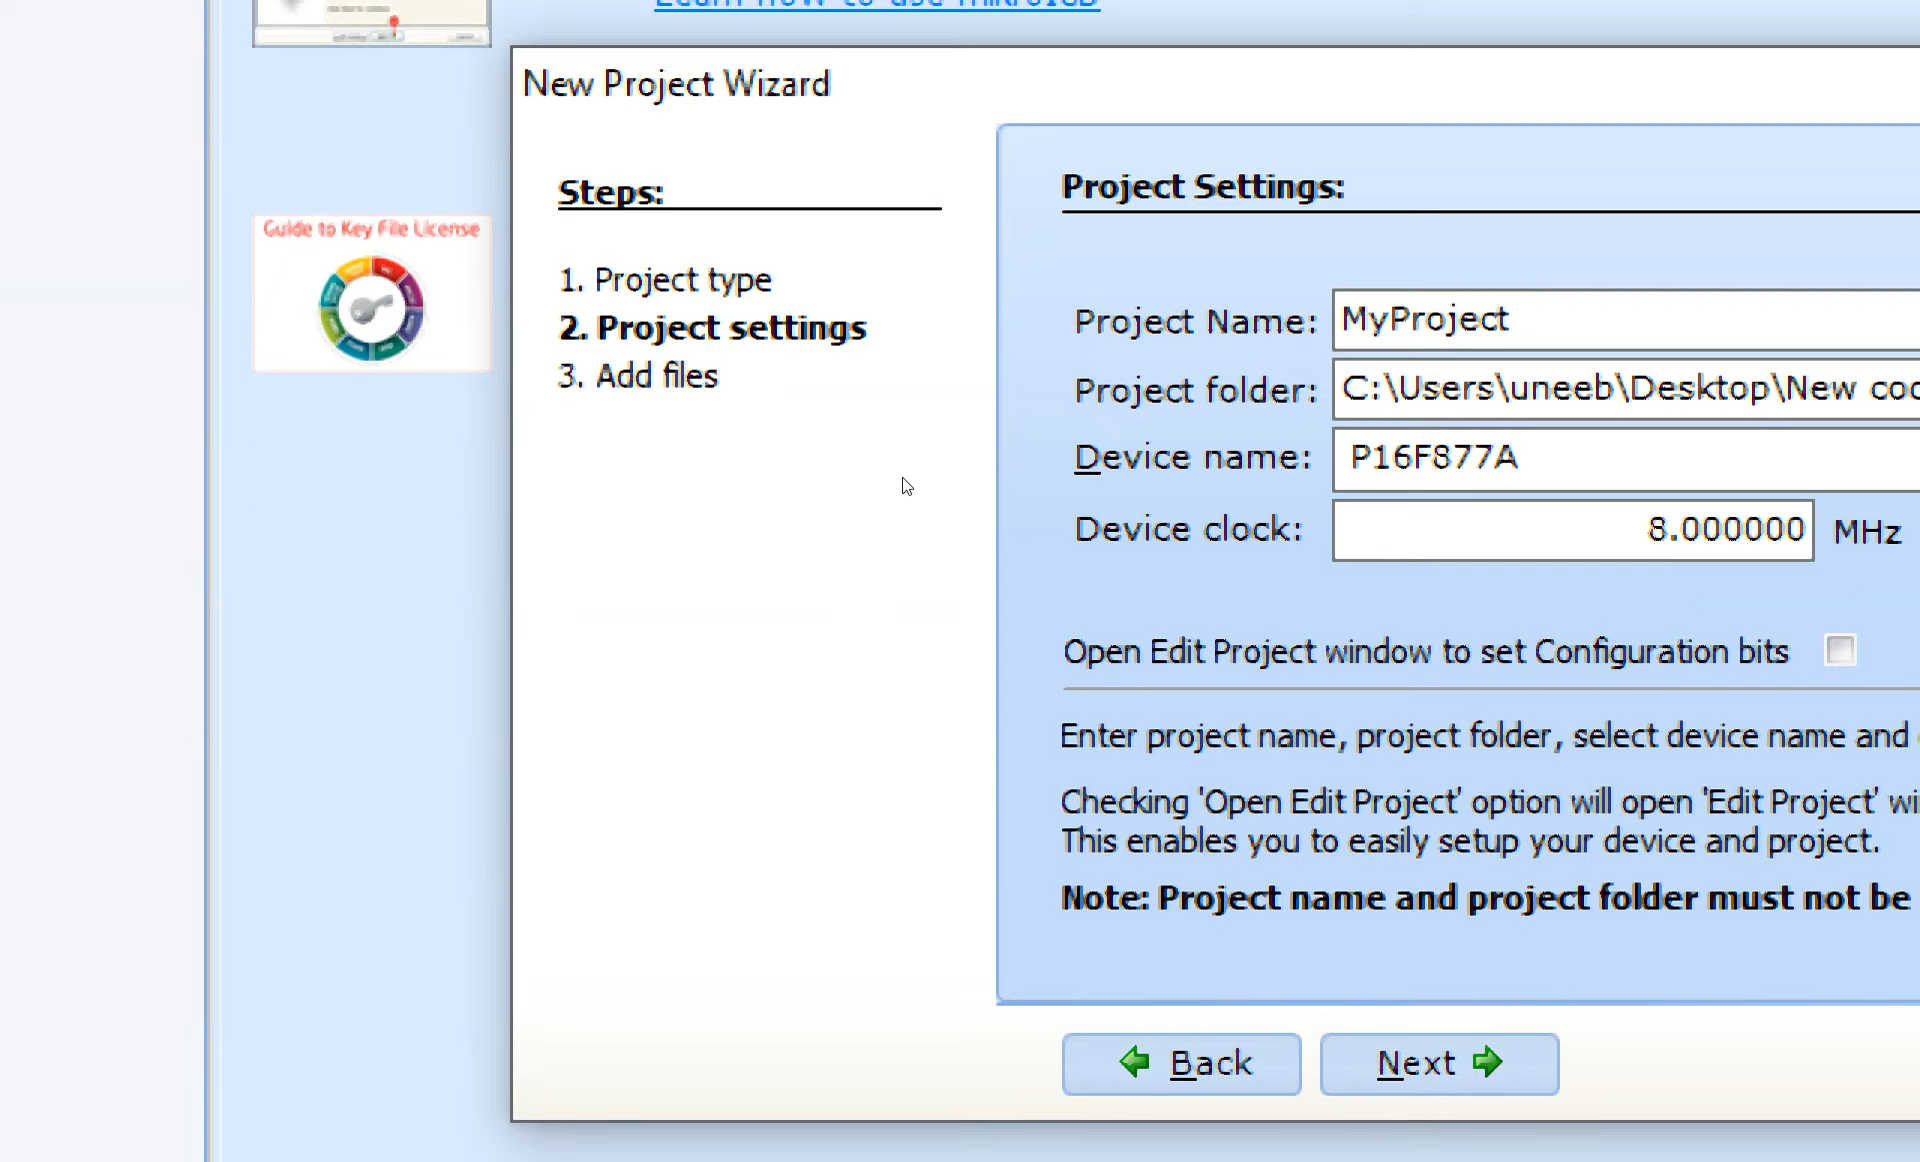 New Project Wizard
Steps:
1. Project type
2. Project settings
3. Add files
Guide to Key File License
Project Settings:
Project Name: MyProject
Project folder: C:\Users\uneeb\Desktop\New
Device name: P16F877A
Device clock: 8.000000 MHz
Open Edit Project window to set Configuration bits
Enter project name, project folder, select device name and
Checking 'Open Edit Project' option will open 'Edit Project'
This enables you to easily setup your device and project.
Note: Project name and project folder must not be
Back
Next